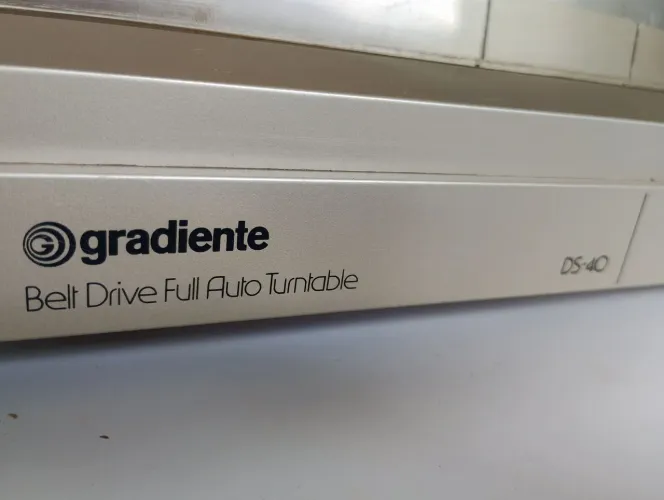 G gradiente
Belt Drive Full Auto Turntable
DS-40